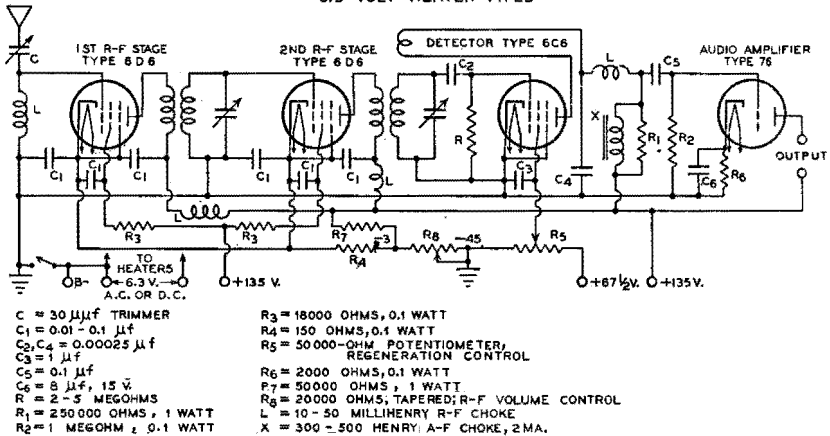 6.3 VOLT HEATER TYPES
1ST R-F STAGE
TYPE 6D6
2ND R-F STAGE
TYPE 6D6
DETECTOR TYPE 6C6
AUDIO AMPLIFIER
TYPE 76
C
L
C2
L
C5
R
X
R1
R2
C1
C1
C1
C1
C1
C1
L
C3
C4
C6
R6
OUTPUT
L
R3
R3
R7
-3
R4
R8
-45
R5
TO
HEATERS
B-
6.3 V.
A.C. OR D.C.
+135 V.
+67 1/2 V.
+135 V.
C = 30 µµf TRIMMER
C1 = 0.01 - 0.1 µf
C2, C4 = 0.00025 µf
C3 = 1 µf
C5 = 0.1 µf
C6 = 8 µf, 15 V.
R = 2-5 MEGOHMS
R1 = 250000 OHMS, 1 WATT
R2 = 1 MEGOHM, 0.1 WATT
R3 = 18000 OHMS, 0.1 WATT
R4 = 150 OHMS, 0.1 WATT
R5 = 50000-OHM POTENTIOMETER,
REGENERATION CONTROL
R6 = 2000 OHMS, 0.1 WATT
R7 = 50000 OHMS, 1 WATT
R8 = 20000 OHMS; TAPERED; R-F VOLUME CONTROL
L = 10-50 MILLIHENRY R-F CHOKE
X = 300-500 HENRY; A-F CHOKE, 2 MA.